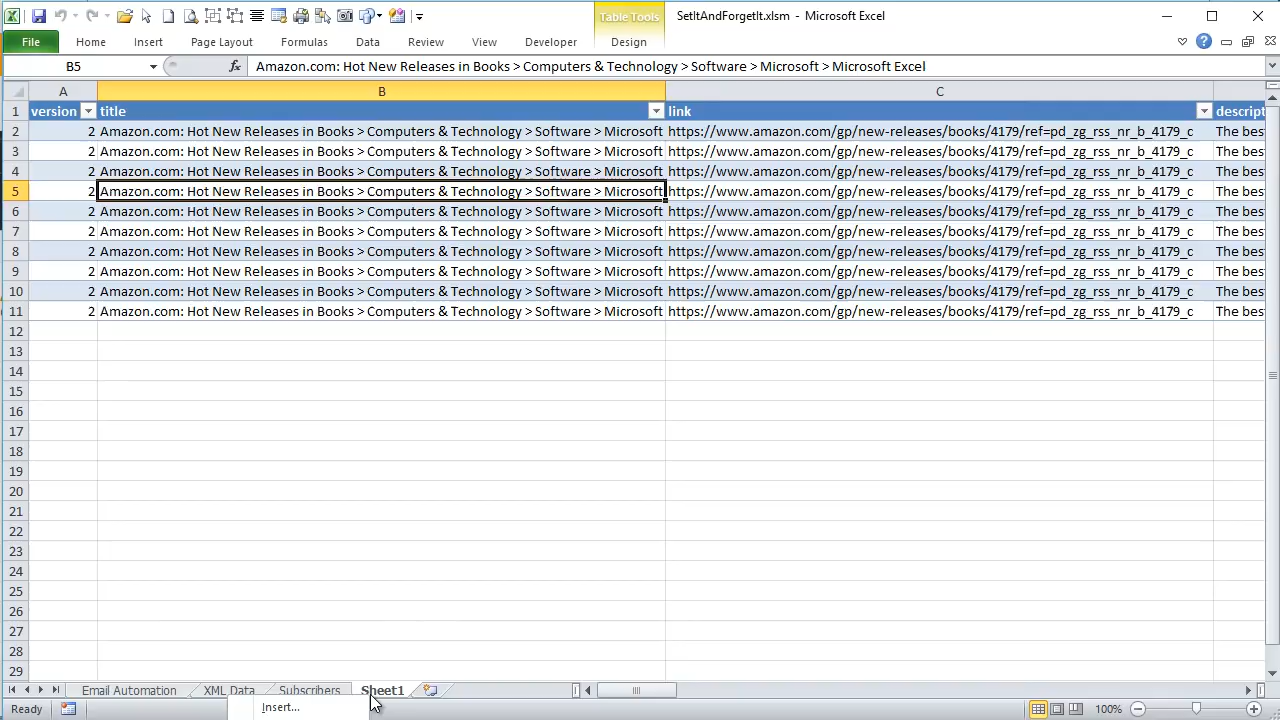 Table Tools
SetItAndForgetIt.xlsm - Microsoft Excel
File Home Insert Page Layout Formulas Data Review View Developer Design
B5 fx Amazon.com: Hot New Releases in Books > Computers & Technology > Software > Microsoft > Microsoft Excel
A B C
1 version title link descript
2 2 Amazon.com: Hot New Releases in Books > Computers & Technology > Software > Microsoft https://www.amazon.com/gp/new-releases/books/4179/ref=pd_zg_rss_nr_b_4179_c The best
3 2 Amazon.com: Hot New Releases in Books > Computers & Technology > Software > Microsoft https://www.amazon.com/gp/new-releases/books/4179/ref=pd_zg_rss_nr_b_4179_c The best
4 2 Amazon.com: Hot New Releases in Books > Computers & Technology > Software > Microsoft https://www.amazon.com/gp/new-releases/books/4179/ref=pd_zg_rss_nr_b_4179_c The best
5 2 Amazon.com: Hot New Releases in Books > Computers & Technology > Software > Microsoft https://www.amazon.com/gp/new-releases/books/4179/ref=pd_zg_rss_nr_b_4179_c The best
6 2 Amazon.com: Hot New Releases in Books > Computers & Technology > Software > Microsoft https://www.amazon.com/gp/new-releases/books/4179/ref=pd_zg_rss_nr_b_4179_c The best
7 2 Amazon.com: Hot New Releases in Books > Computers & Technology > Software > Microsoft https://www.amazon.com/gp/new-releases/books/4179/ref=pd_zg_rss_nr_b_4179_c The best
8 2 Amazon.com: Hot New Releases in Books > Computers & Technology > Software > Microsoft https://www.amazon.com/gp/new-releases/books/4179/ref=pd_zg_rss_nr_b_4179_c The best
9 2 Amazon.com: Hot New Releases in Books > Computers & Technology > Software > Microsoft https://www.amazon.com/gp/new-releases/books/4179/ref=pd_zg_rss_nr_b_4179_c The best
10 2 Amazon.com: Hot New Releases in Books > Computers & Technology > Software > Microsoft https://www.amazon.com/gp/new-releases/books/4179/ref=pd_zg_rss_nr_b_4179_c The best
11 2 Amazon.com: Hot New Releases in Books > Computers & Technology > Software > Microsoft https://www.amazon.com/gp/new-releases/books/4179/ref=pd_zg_rss_nr_b_4179_c The best
12
13
14
15
16
17
18
19
20
21
22
23
24
25
26
27
28
29
Email Automation XML Data Subscribers Sheet1
Insert...
Ready 100%